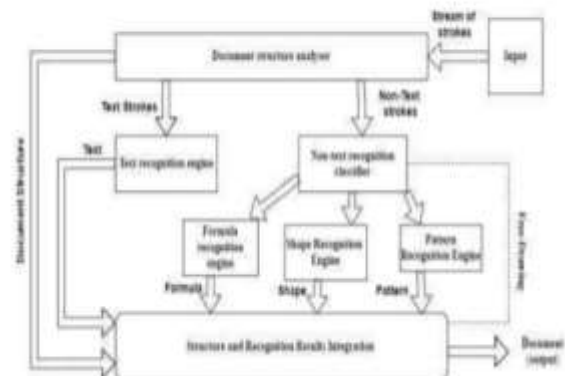 Stream of
strokes
Input
Document structure analyser
Text Strokes
Non-Text
strokes
Text
Text recognition engine
Non-text recognition
classifier
Document Structure
Formula
recognition
engine
Shape Recognition
Engine
Pattern
Recognition Engine
Free-Drawing
Formula
Shape
Pattern
Structure and Recognition Results Integration
Document
(output)